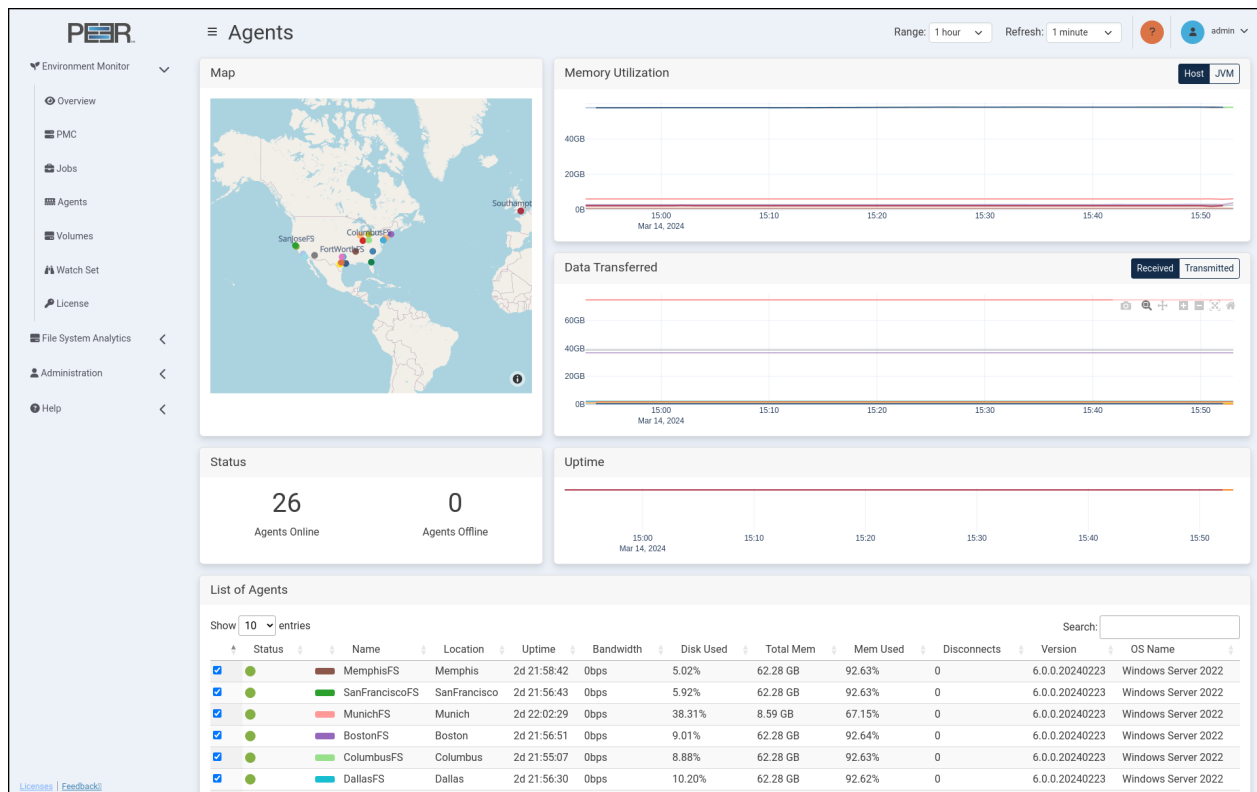 PEER
Agents
Range: 1 hour
Refresh: 1 minute
?
admin
Environment Monitor
Overview
PMC
Jobs
Agents
Volumes
Watch Set
License
File System Analytics
Administration
Help
Licenses | Feedback
Map
SanJoseFS
FortWorthFS
ColumbusFS
Southampt
Memory Utilization
Host JVM
40GB
20GB
0B
15:00 15:10 15:20 15:30 15:40 15:50
Mar 14, 2024
Data Transferred
Received Transmitted
60GB
40GB
20GB
0B
15:00 15:10 15:20 15:30 15:40 15:50
Mar 14, 2024
Status
26 0
Agents Online Agents Offline
Uptime
15:00 15:10 15:20 15:30 15:40 15:50
Mar 14, 2024
List of Agents
Show 10 entries
Search:
Status Name Location Uptime Bandwidth Disk Used Total Mem Mem Used Disconnects Version OS Name
MemphisFS Memphis 2d 21:58:42 0bps 5.02% 62.28 GB 92.63% 0 6.0.0.20240223 Windows Server 2022
SanFranciscoFS SanFrancisco 2d 21:56:43 0bps 5.92% 62.28 GB 92.63% 0 6.0.0.20240223 Windows Server 2022
MunichFS Munich 2d 22:02:29 0bps 38.31% 8.59 GB 67.15% 0 6.0.0.20240223 Windows Server 2022
BostonFS Boston 2d 21:56:51 0bps 9.01% 62.28 GB 92.64% 0 6.0.0.20240223 Windows Server 2022
ColumbusFS Columbus 2d 21:55:07 0bps 8.88% 62.28 GB 92.63% 0 6.0.0.20240223 Windows Server 2022
DallasFS Dallas 2d 21:56:30 0bps 10.20% 62.28 GB 92.62% 0 6.0.0.20240223 Windows Server 2022